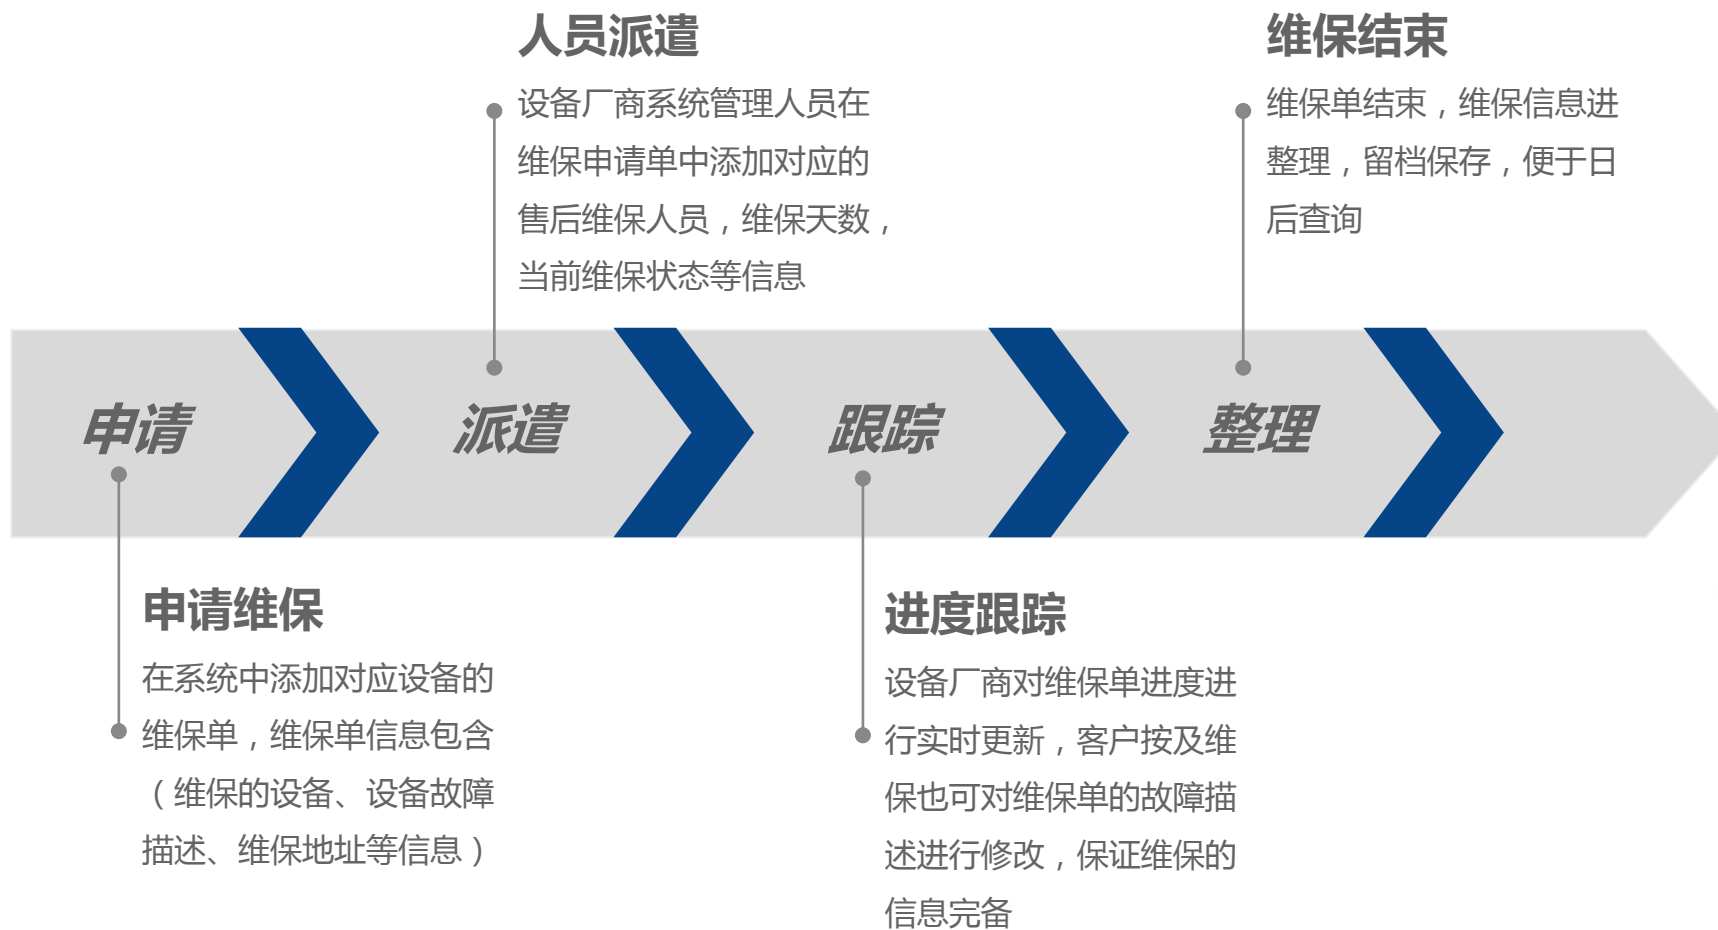 人员派遣
设备厂商系统管理人员在
维保申请单中添加对应的
售后维保人员，维保天数，
当前维保状态等信息
维保结束
维保单结束，维保信息进
整理，留档保存，便于日
后查询
申请
派遣
跟踪
整理
申请维保
在系统中添加对应设备的
维保单，维保单信息包含
（维保的设备、设备故障
描述、维保地址等信息）
进度跟踪
设备厂商对维保单进度进
行实时更新，客户按及维
保也可对维保单的故障描
述进行修改，保证维保的
信息完备